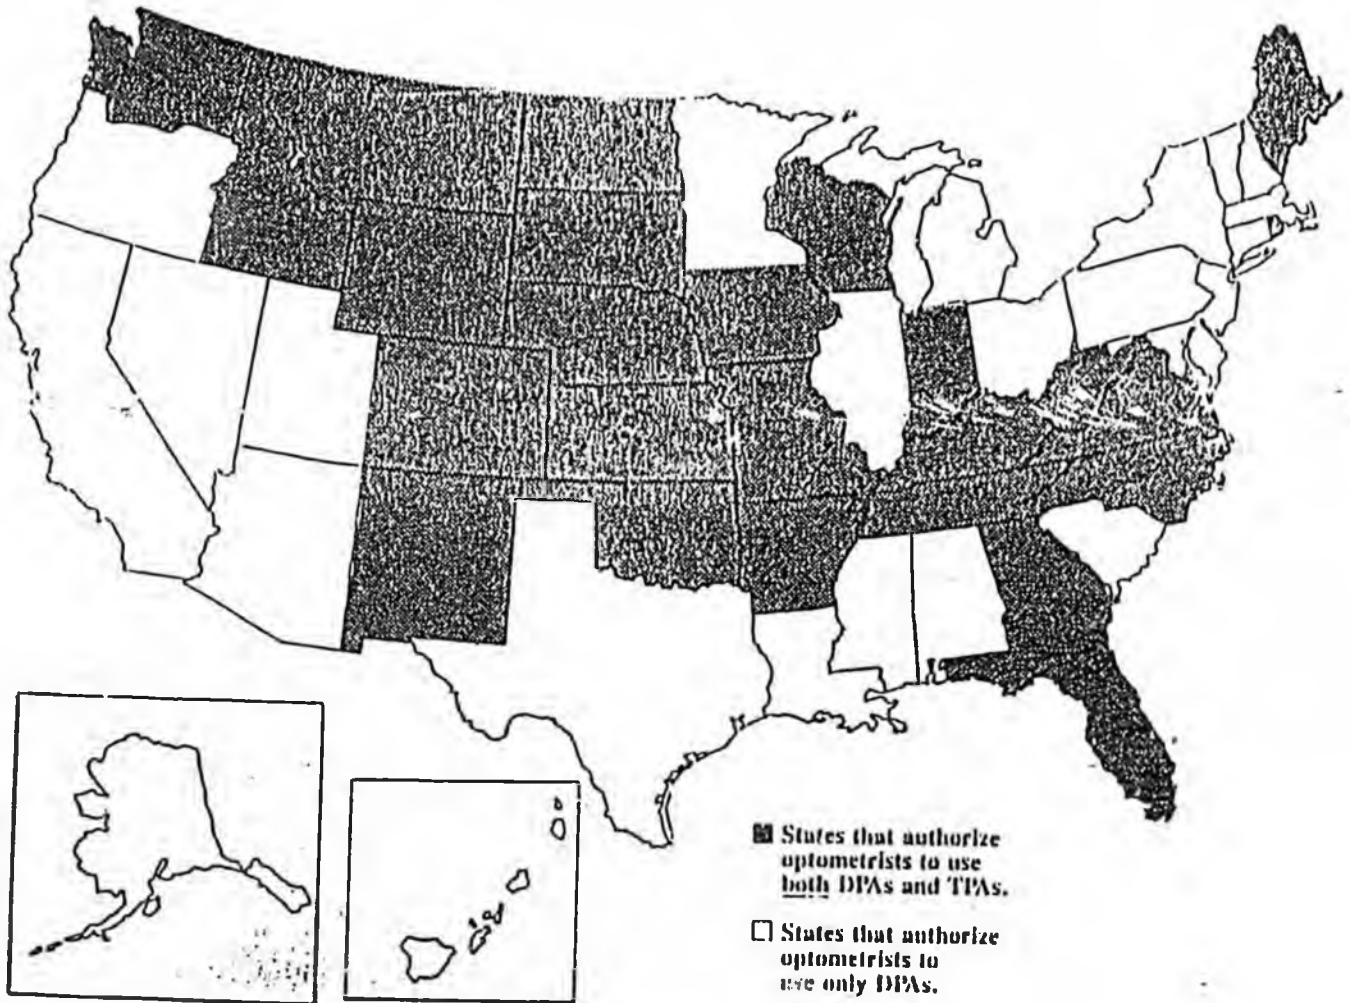 States that authorize
optometrists to use
both DPAs and TPAs.
States that authorize
optometrists to
use only DPAs.